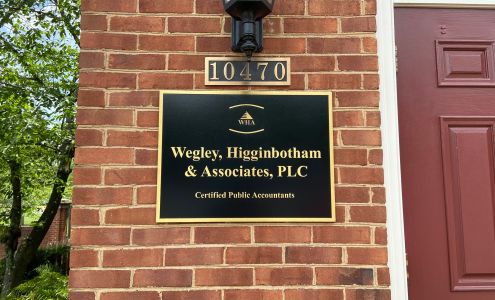 10470
WHA
Wegley, Higginbotham
& Associates, PLC
Certified Public Accountants